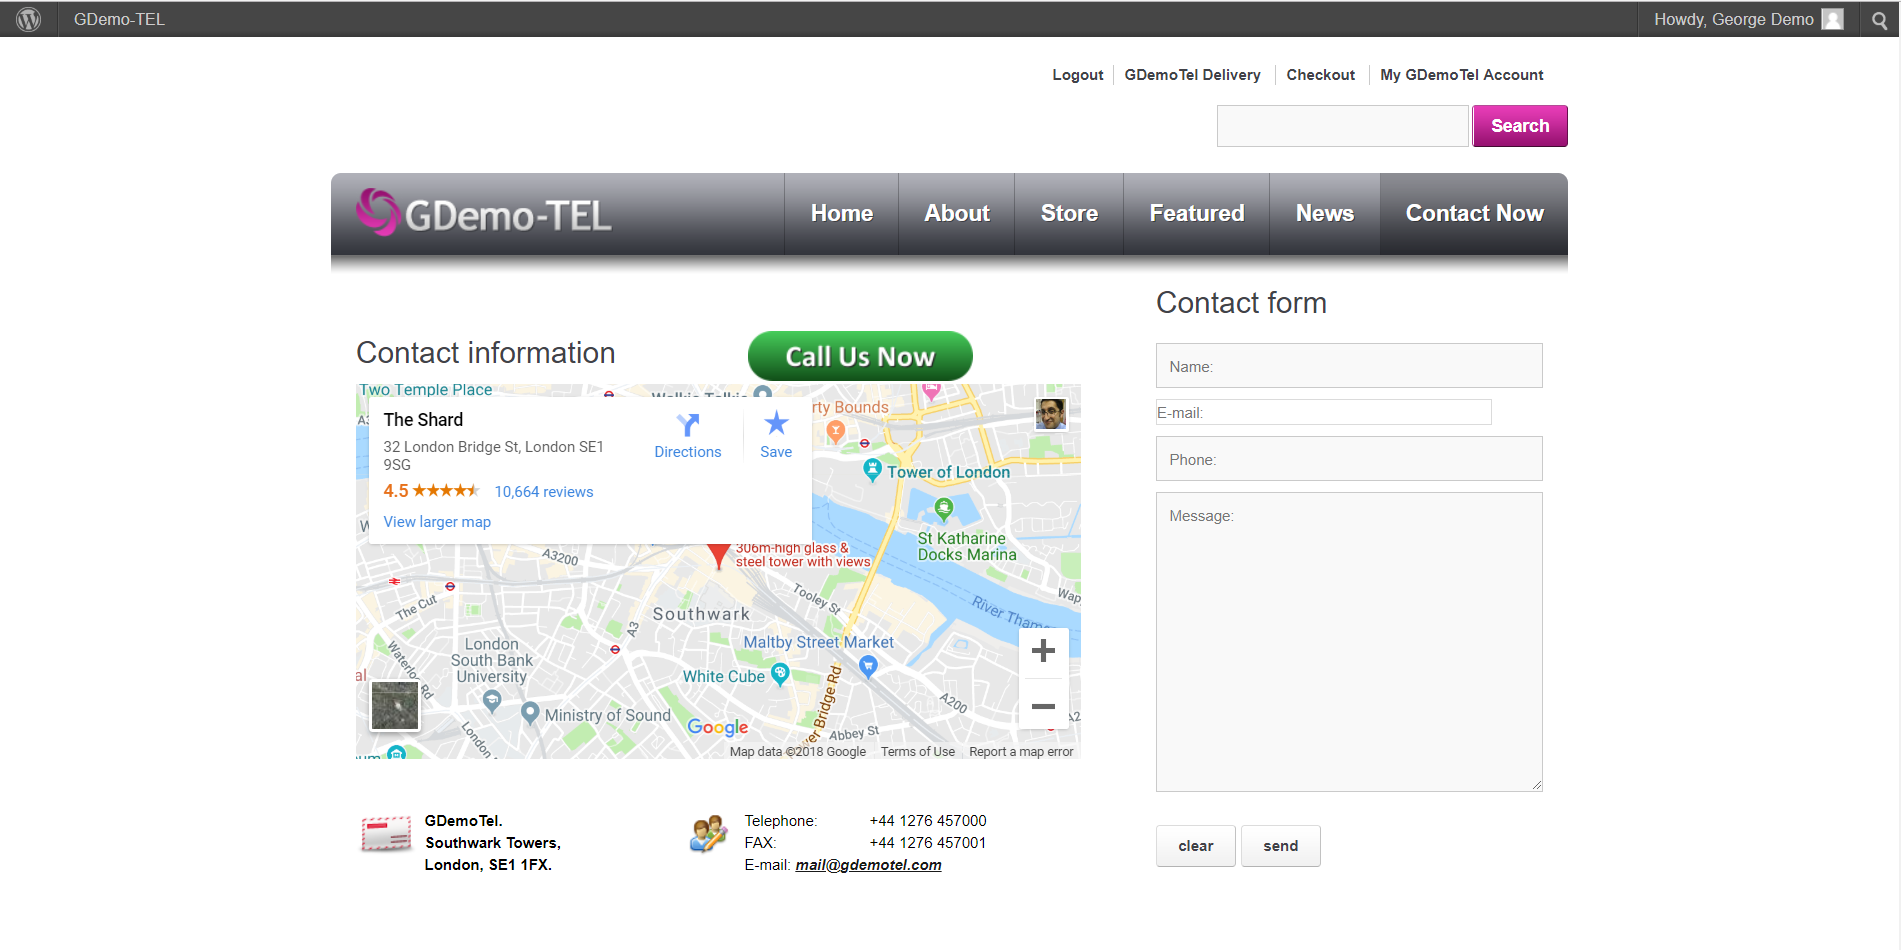 GDemo-TEL
Howdy, George Demo
Logout
GDemoTel Delivery
Checkout
My GDemoTel Account
Search
GDemo-TEL
Home
About
Store
Featured
News
Contact Now
Contact information
Call Us Now
Two Temple Place
The Shard
32 London Bridge St, London SE1
9SG
4.5
10,664 reviews
View larger map
Directions
Save
Tower of London
St Katharine
Docks Marina
306m-high glass &
steel tower with views
A3200
The Cut
Southwark
Tooley St
River
A3
London
South Bank
University
Waterloo Rd
Maltby Street Market
White Cube
Ministry of Sound
A200
Bridge Rd
Abbey St
Google
Map data ©2018 Google
Terms of Use
Report a map error
GDemoTel.
Southwark Towers,
London, SE1 1FX.
Telephone: +44 1276 457000
FAX: +44 1276 457001
E-mail: mail@gdemotel.com
Contact form
Name:
E-mail:
Phone:
Message:
clear
send